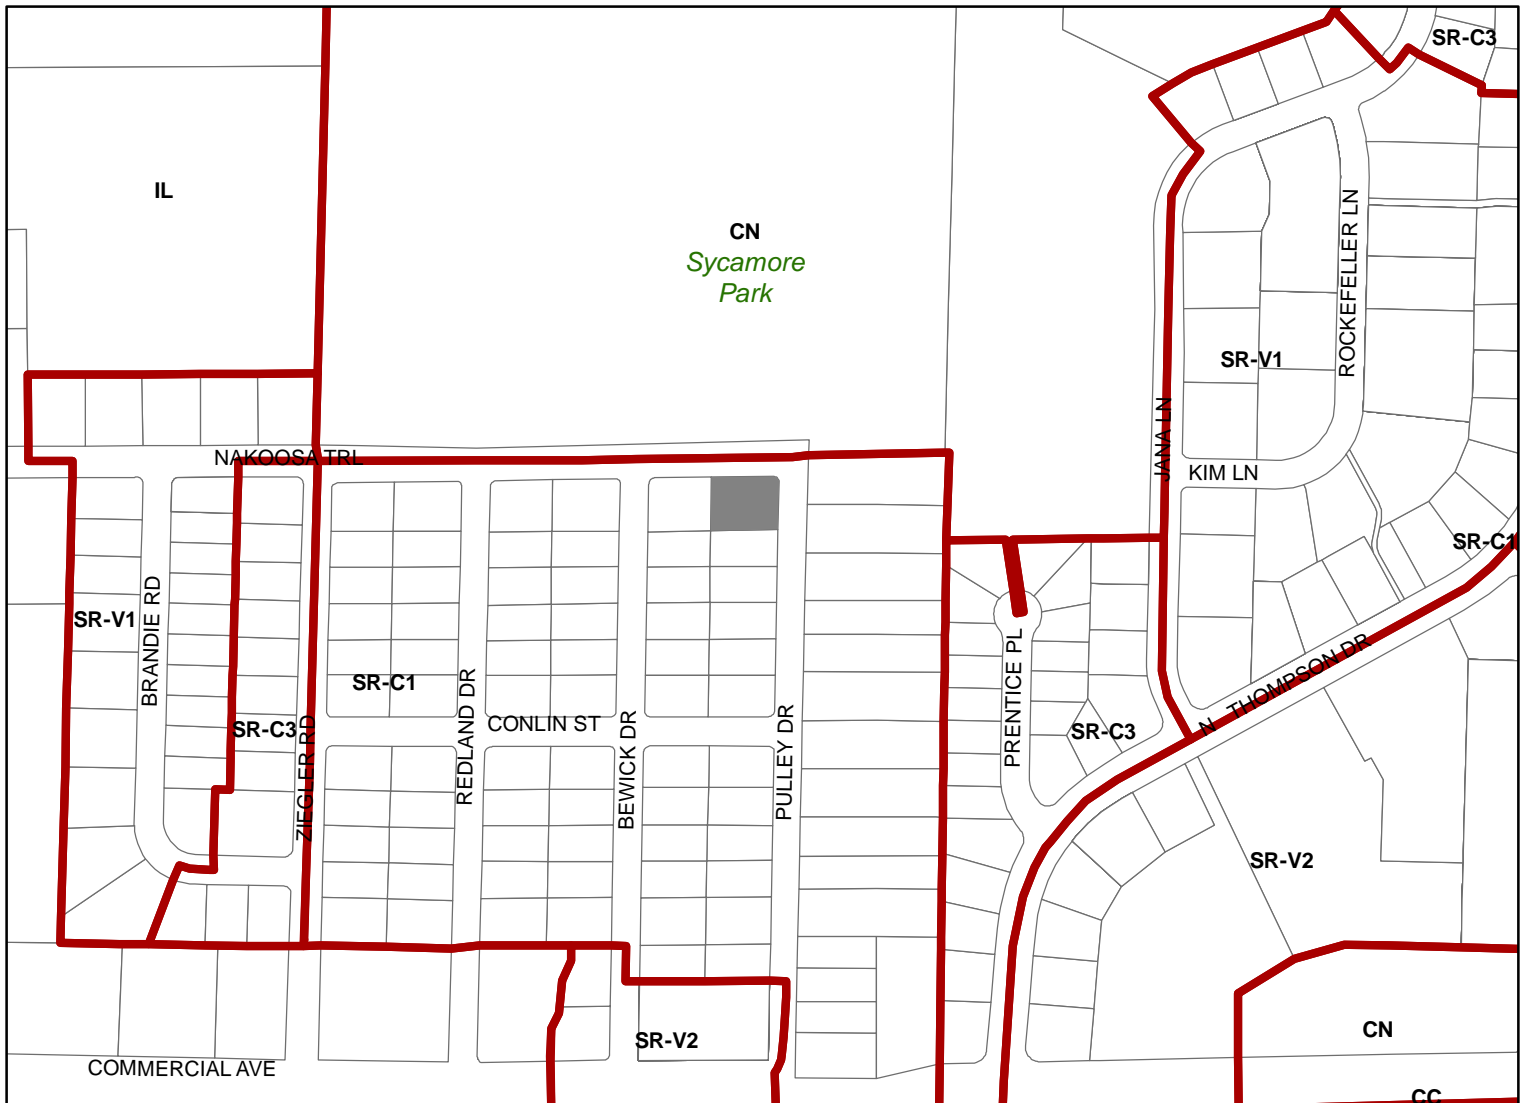 SR-C3
IL
CN
Sycamore
Park
ROCKEFELLER LN
SR-V1
JANA LN
NAKOOSA TRL
KIM LN
SR-C1
SR-V1
BRANDIE RD
SR-C1
SR-C3
ZIEGLER RD
REDLAND DR
CONLIN ST
BEWICK DR
PULLEY DR
PRENTICE PL
SR-C3
N THOMPSON DR
SR-V2
SR-V2
CN
COMMERCIAL AVE
CC